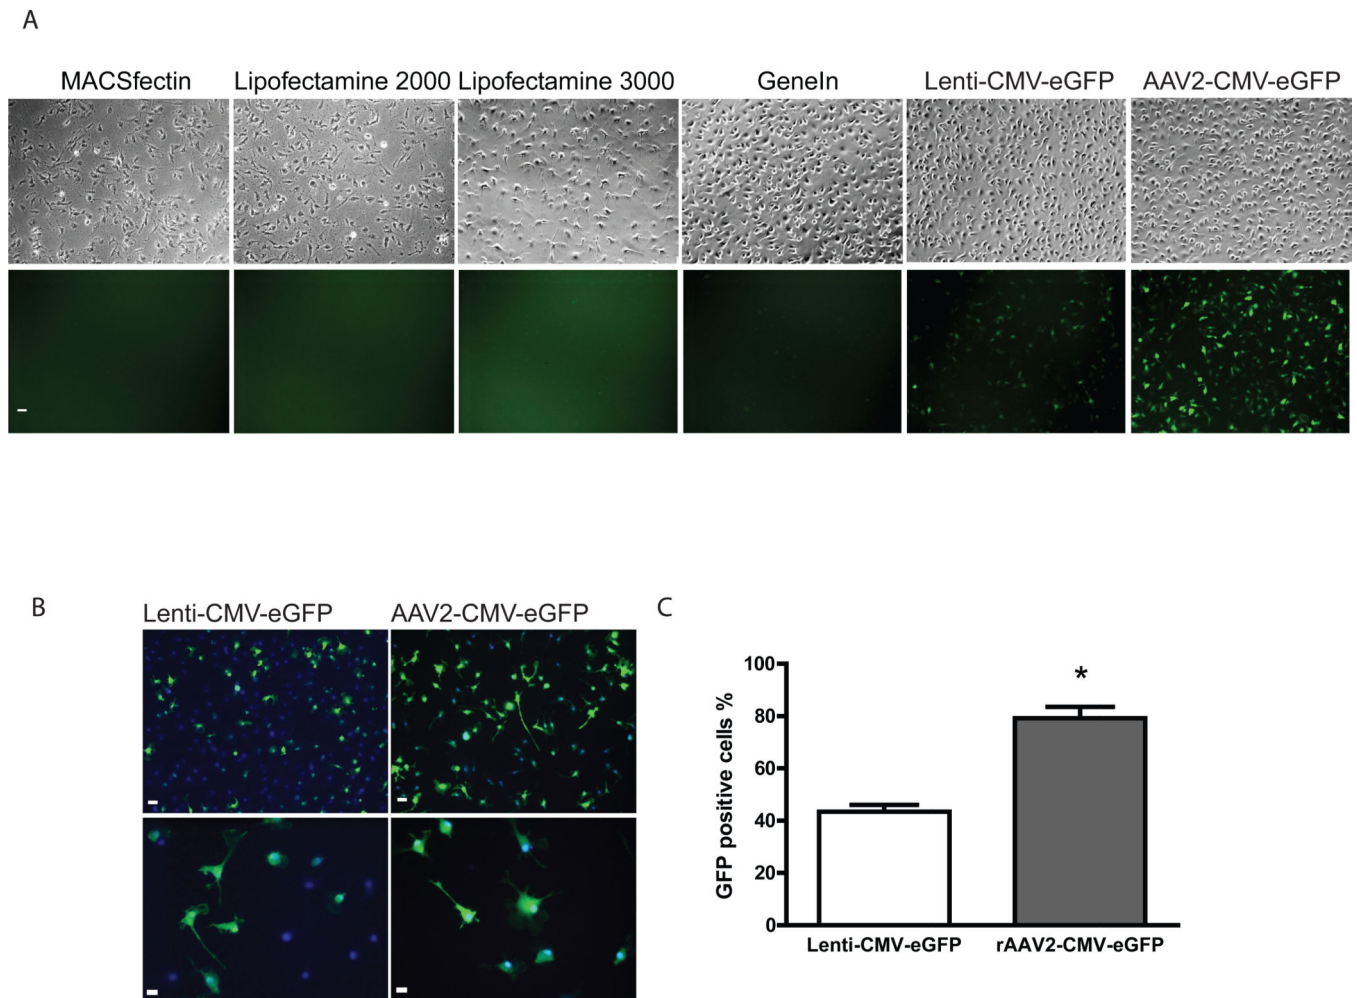 A
MACSfectin Lipofectamine 2000 Lipofectamine 3000 GeneIn Lenti-CMV-eGFP AAV2-CMV-eGFP
B
Lenti-CMV-eGFP AAV2-CMV-eGFP
C
GFP positive cells %
100
80
60
40
20
0
*
Lenti-CMV-eGFP rAAV2-CMV-eGFP